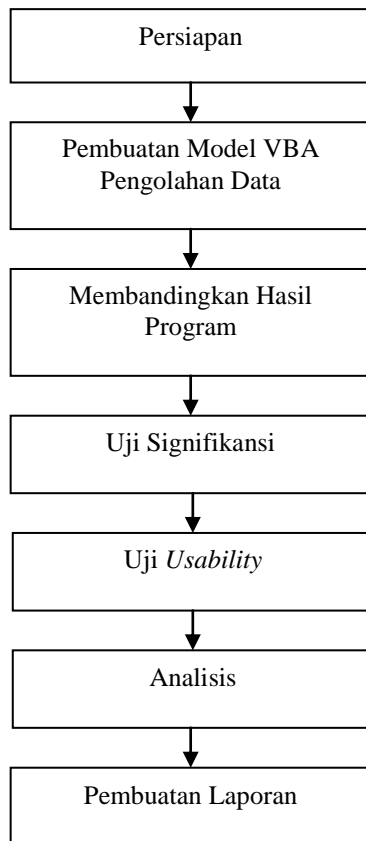 Persiapan
Pembuatan Model VBA
Pengolahan Data
Membandingkan Hasil
Program
Uji Signifikansi
Uji Usability
Analisis
Pembuatan Laporan